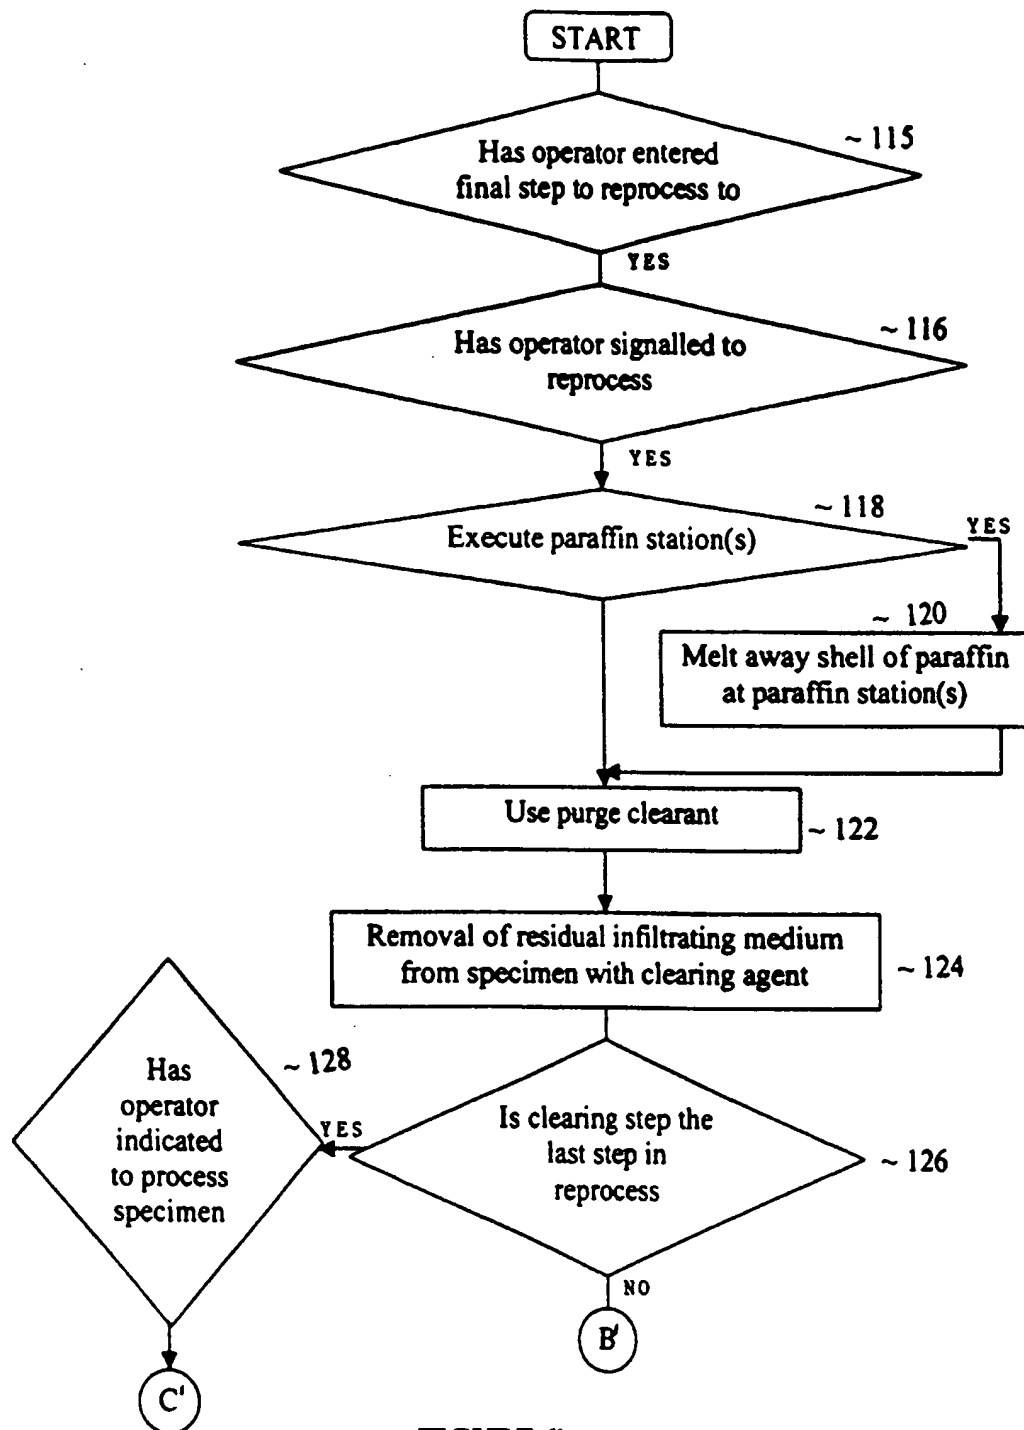 START
Has operator entered
final step to reprocess to
~ 115
YES
Has operator signalled to
reprocess
~ 116
YES
Execute paraffin station(s)
~ 118
YES
~ 120
Melt away shell of paraffin
at paraffin station(s)
Use purge clearant
~ 122
Removal of residual infiltrating medium
from specimen with clearing agent
~ 124
Has
operator
indicated
to process
specimen
~ 128
YES
Is clearing step the
last step in
reprocess
~ 126
NO
B'
C'